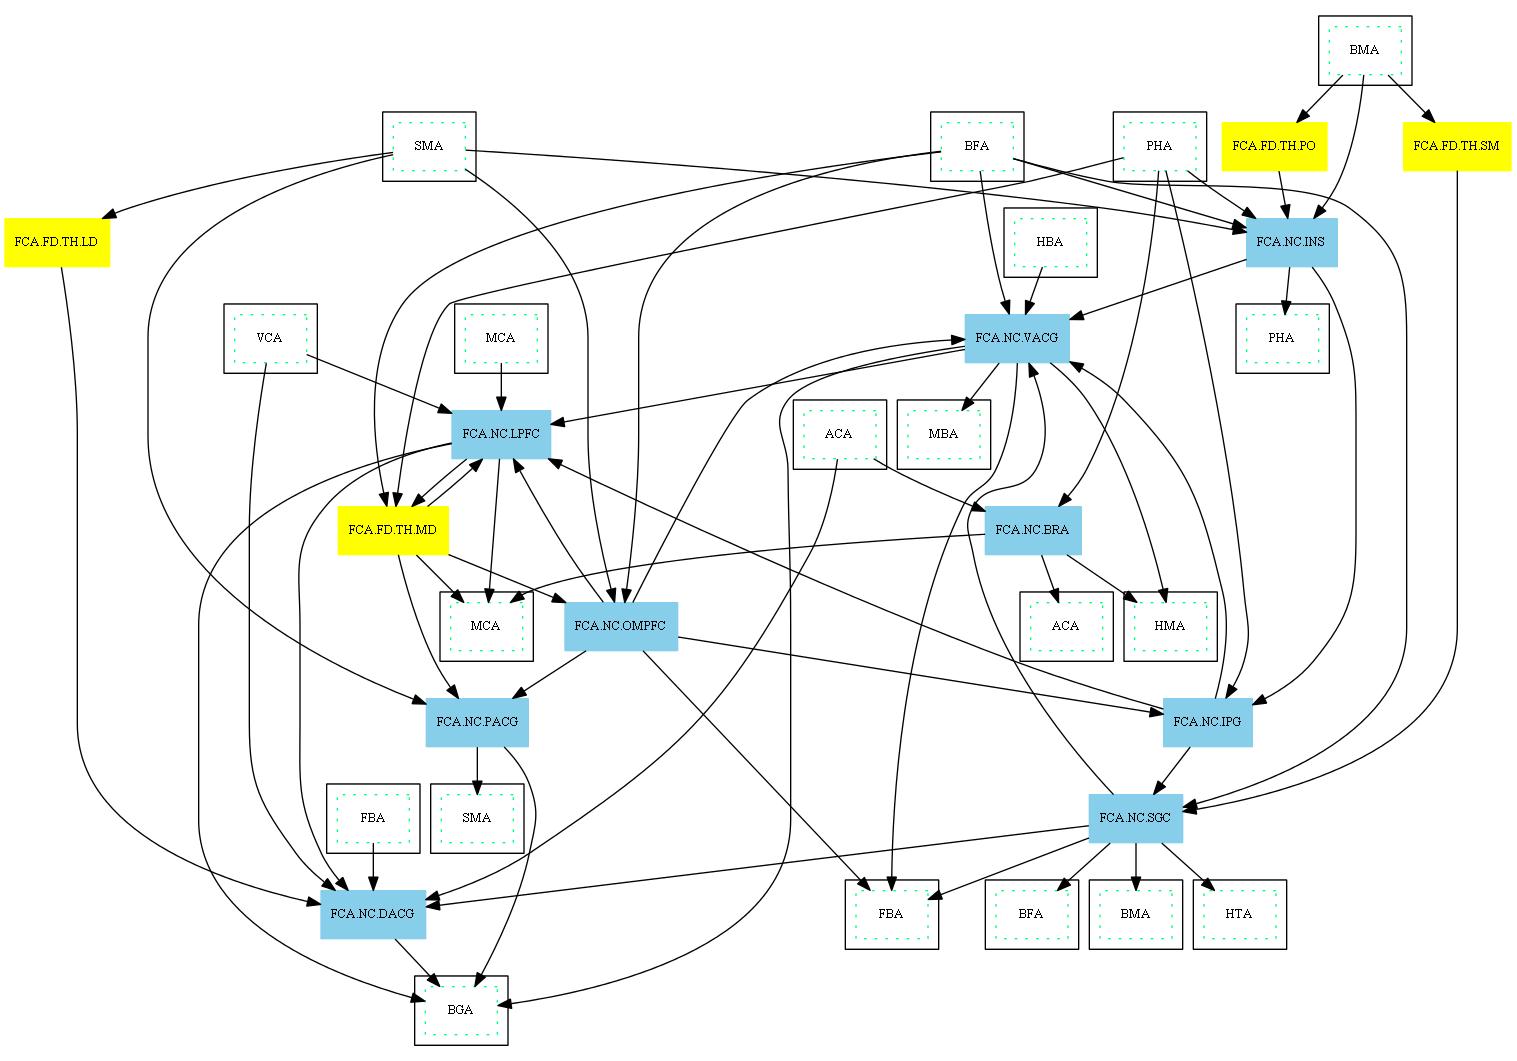 BMA
SMA
BFA
PHA
FCA.FD.TH.PO
FCA.FD.TH.SM
FCA.FD.TH.LD
HBA
FCA.NC.INS
VCA
MCA
FCA.NC.VACG
PHA
FCA.NC.LPFC
ACA
MBA
FCA.FD.TH.MD
FCA.NC.BRA
MCA
FCA.NC.OMPFC
ACA
HMA
FCA.NC.PACG
FCA.NC.IPG
FBA
SMA
FCA.NC.SGC
FCA.NC.DACG
FBA
BFA
BMA
HTA
BGA